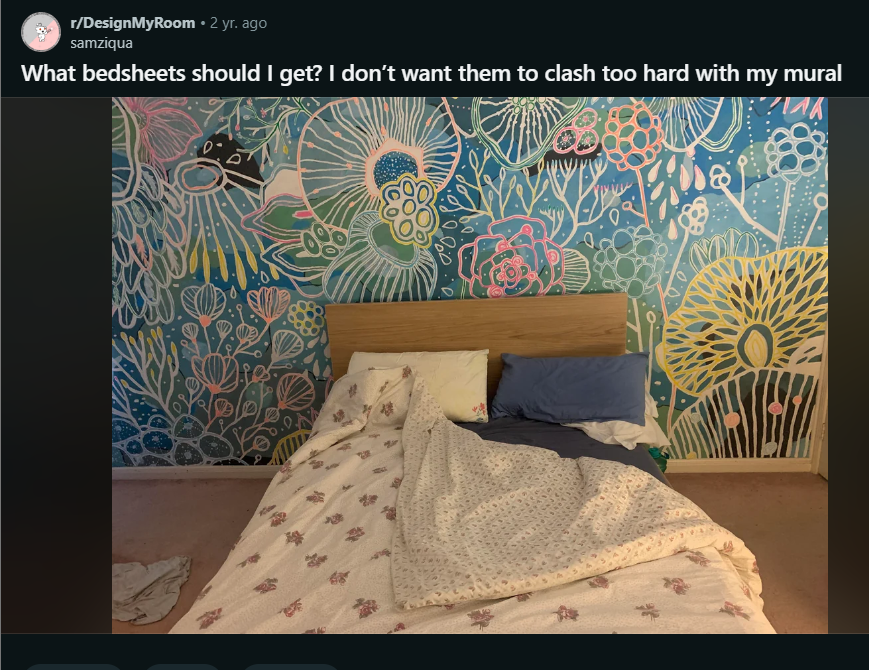 r/DesignMyRoom • 2 yr. ago
samziqua
What bedsheets should I get? I don’t want them to clash too hard with my mural